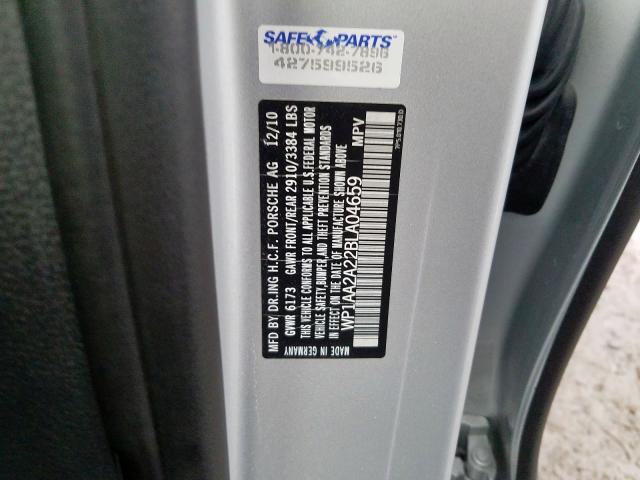 SAFE PARTS
1-800-742-7896
427599526
MFD BY DR.ING H.C.F. PORSCHE AG 12/10
GVWR 6173 GAWR FRONT/REAR 2910/3384 LBS
THIS VEHICLE CONFORMS TO ALL APPLICABLE U.S.FEDERAL MOTOR
VEHICLE SAFETY,BUMPER,AND THEFT PREVENTION STANDARDS
IN EFFECT ON THE DATE OF MANUFACTURE SHOWN ABOVE
WP1AA2A22BLA04659 MPV
MADE IN GERMANY